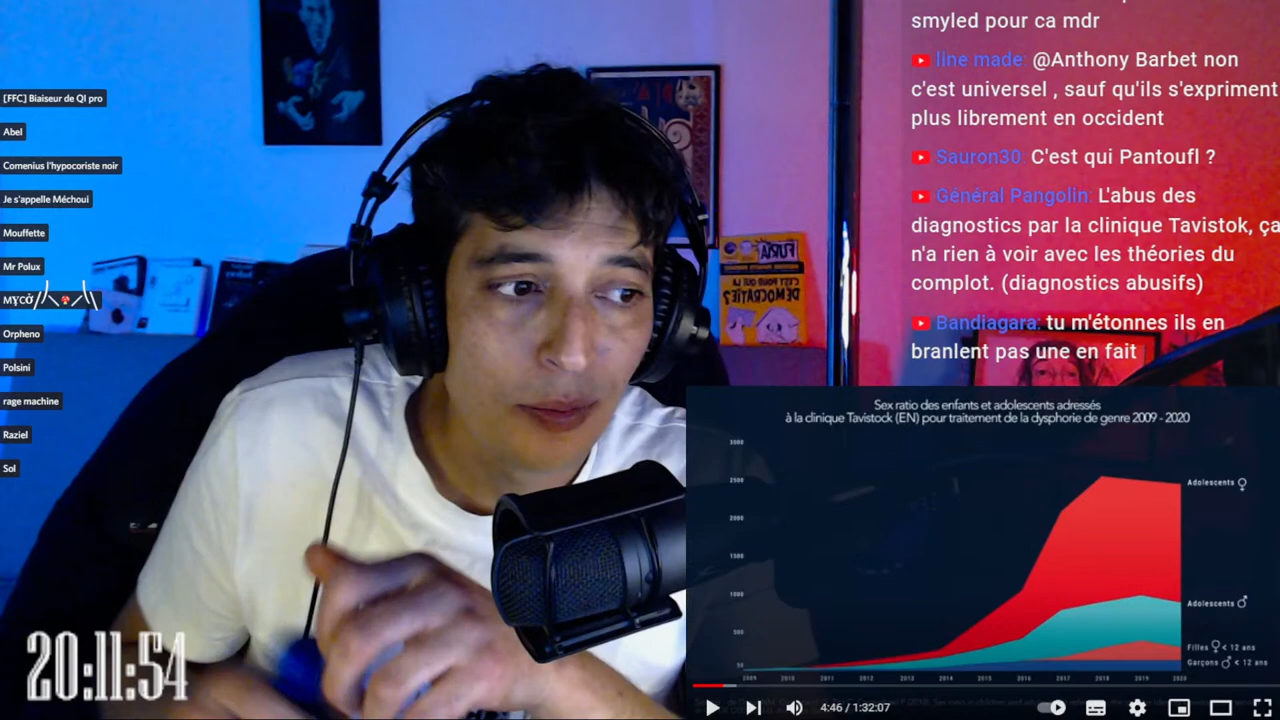 smyled pour ca mdr
line made: @Anthony Barbet non
c'est universel , sauf qu'ils s'expriment
plus librement en occident
Sauron30: C'est qui Pantoufl ?
Général Pangolin: L'abus des
diagnostics par la clinique Tavistok, ça
n'a rien à voir avec les théories du
complot. (diagnostics abusifs)
Bandiagara: tu m'étonnes ils en
branlent pas une en fait
[FFC] Biaiseur de QI pro
Abel
Comenius l'hypocoriste noir
Je s'appelle Méchoui
Mouffette
Mr Polux
Orpheno
Polsini
rage machine
Raziel
Sol
FURIA
C'EST POUR QUI LA
DÉMOCRATIE?
20:11:54
Sex ratio des enfants et adolescents adressés
à la clinique Tavistock (EN) pour traitement de la dysphorie de genre 2009 - 2020
3000
2500
2000
1500
1000
500
50
Adolescents ♀
Adolescents ♂
Filles ♀ < 12 ans
Garçons ♂ < 12 ans
2009 2010 2011 2012 2013 2014 2015 2016 2017 2018 2019 2020
4:46 / 1:32:07